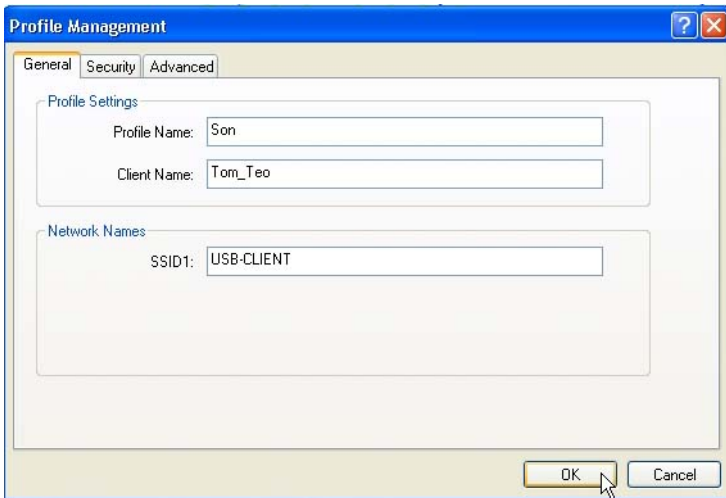 Profile Management
General Security Advanced
Profile Settings
Profile Name: Son
Client Name: Tom_Teo
Network Names
SSID1: USB-CLIENT
OK Cancel